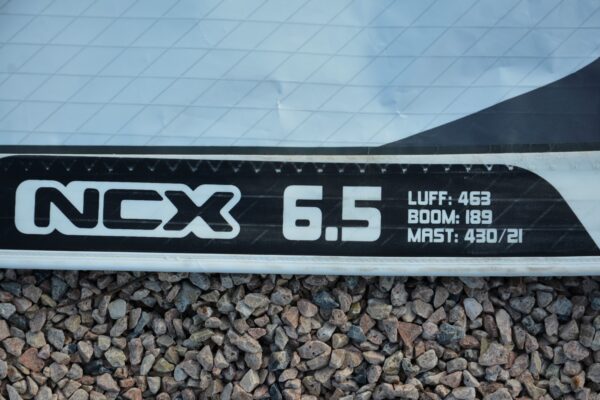 NCX 6.5
LUFF: 463
BOOM: 189
MAST: 430/21